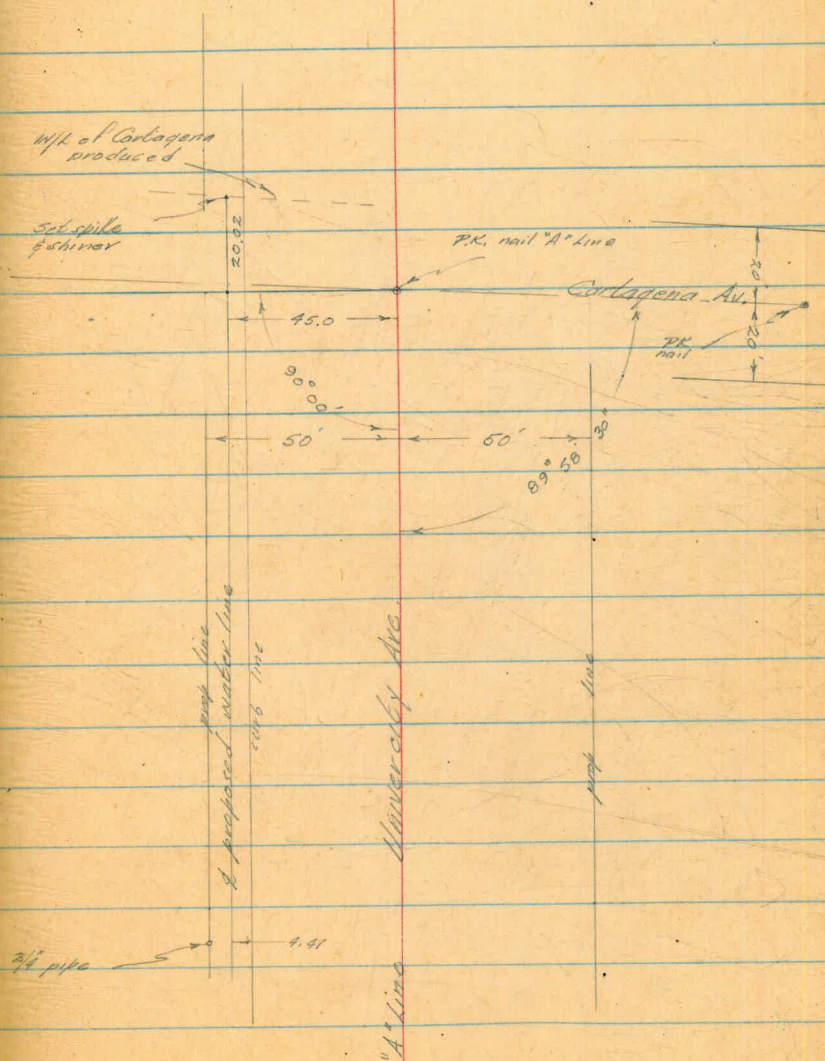 W/L of Cartagena
produced
Set spike
& shiner
20.02
P.K. nail "A" Line
Cartagena Av.
20'
20'
PK
nail
45.0
90° 00'
50'
50'
89° 58' 30"
prop line
℄ proposed water line
curb line
Univercity Ave.
prop line
3/4" pipe
4.41
"A" Line